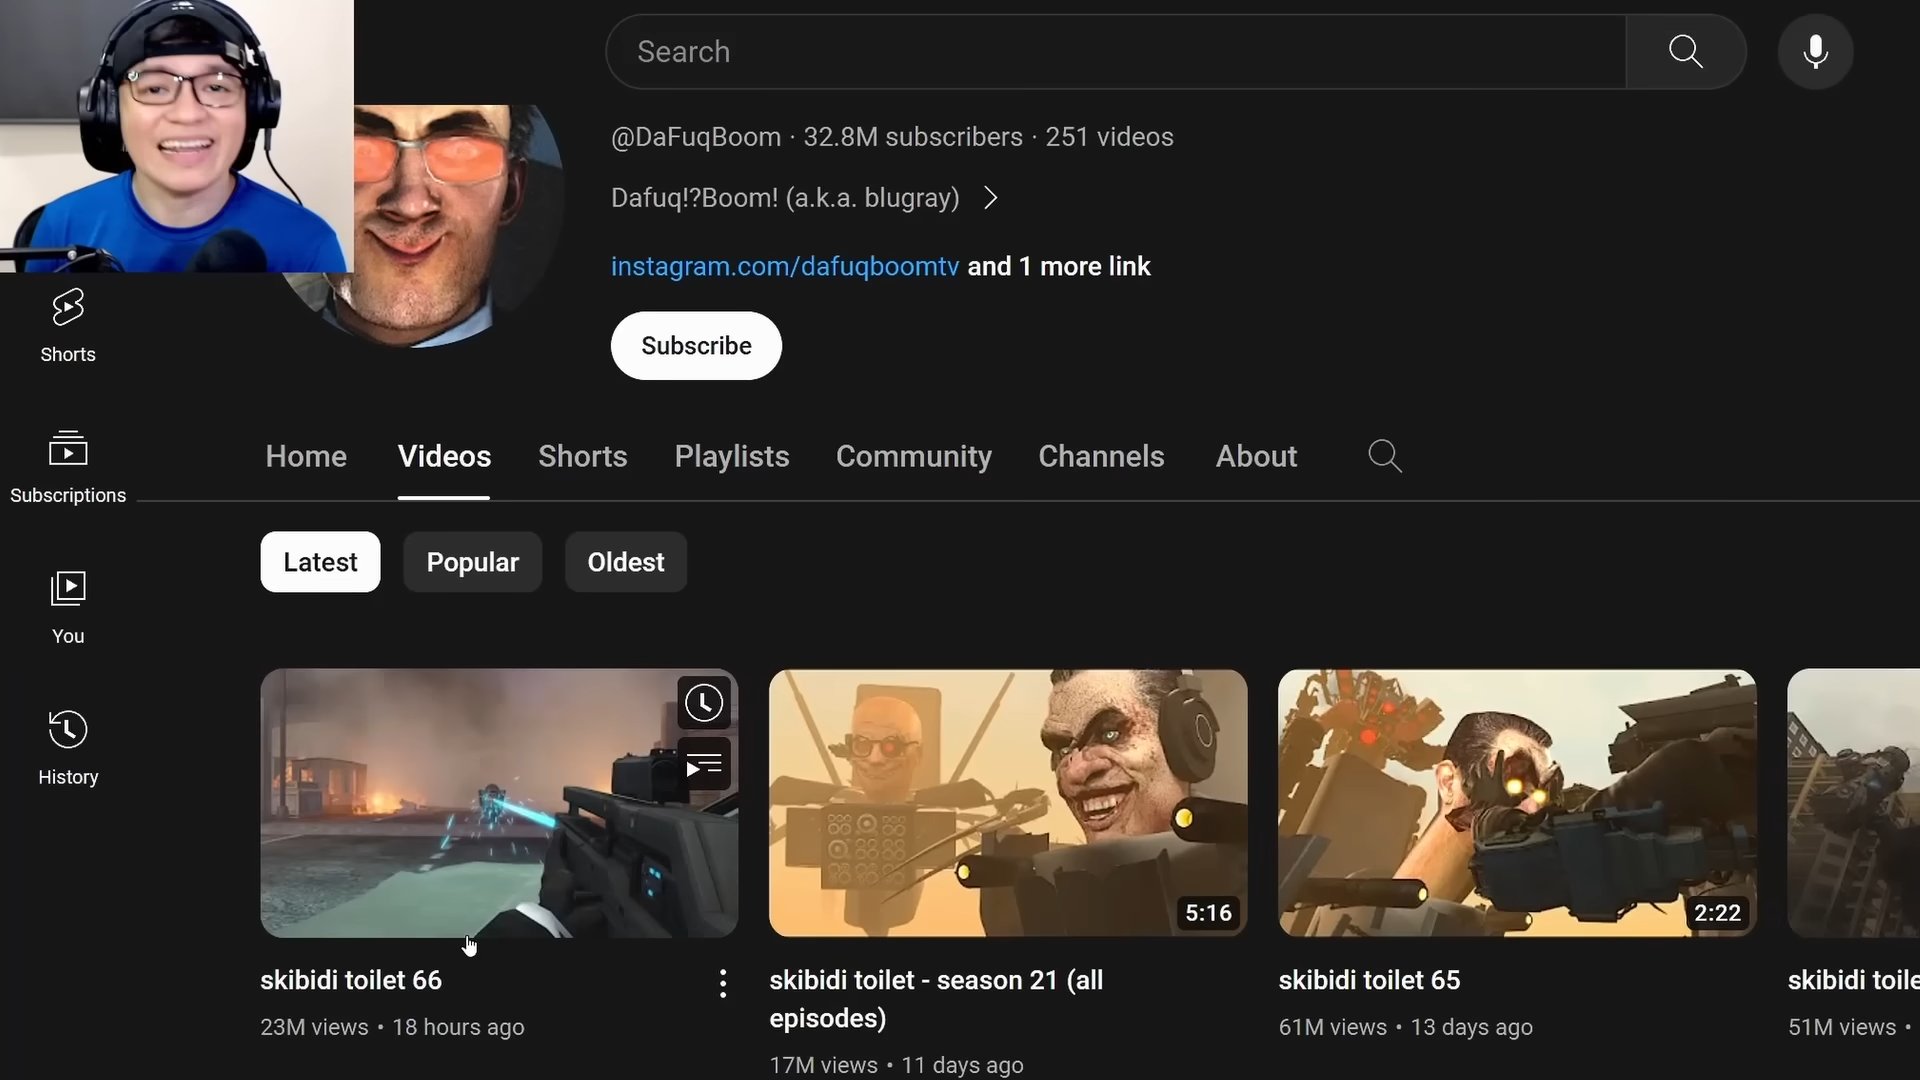 Search
@DaFuqBoom · 32.8M subscribers · 251 videos
Dafuq!?Boom! (a.k.a. blugray)
instagram.com/dafuqboomtv and 1 more link
Subscribe
Shorts
Subscriptions
You
History
Home Videos Shorts Playlists Community Channels About
Latest Popular Oldest
5:16
2:22
skibidi toilet 66
23M views • 18 hours ago
skibidi toilet - season 21 (all
episodes)
17M views • 11 days ago
skibidi toilet 65
61M views • 13 days ago
skibidi toile
51M views •